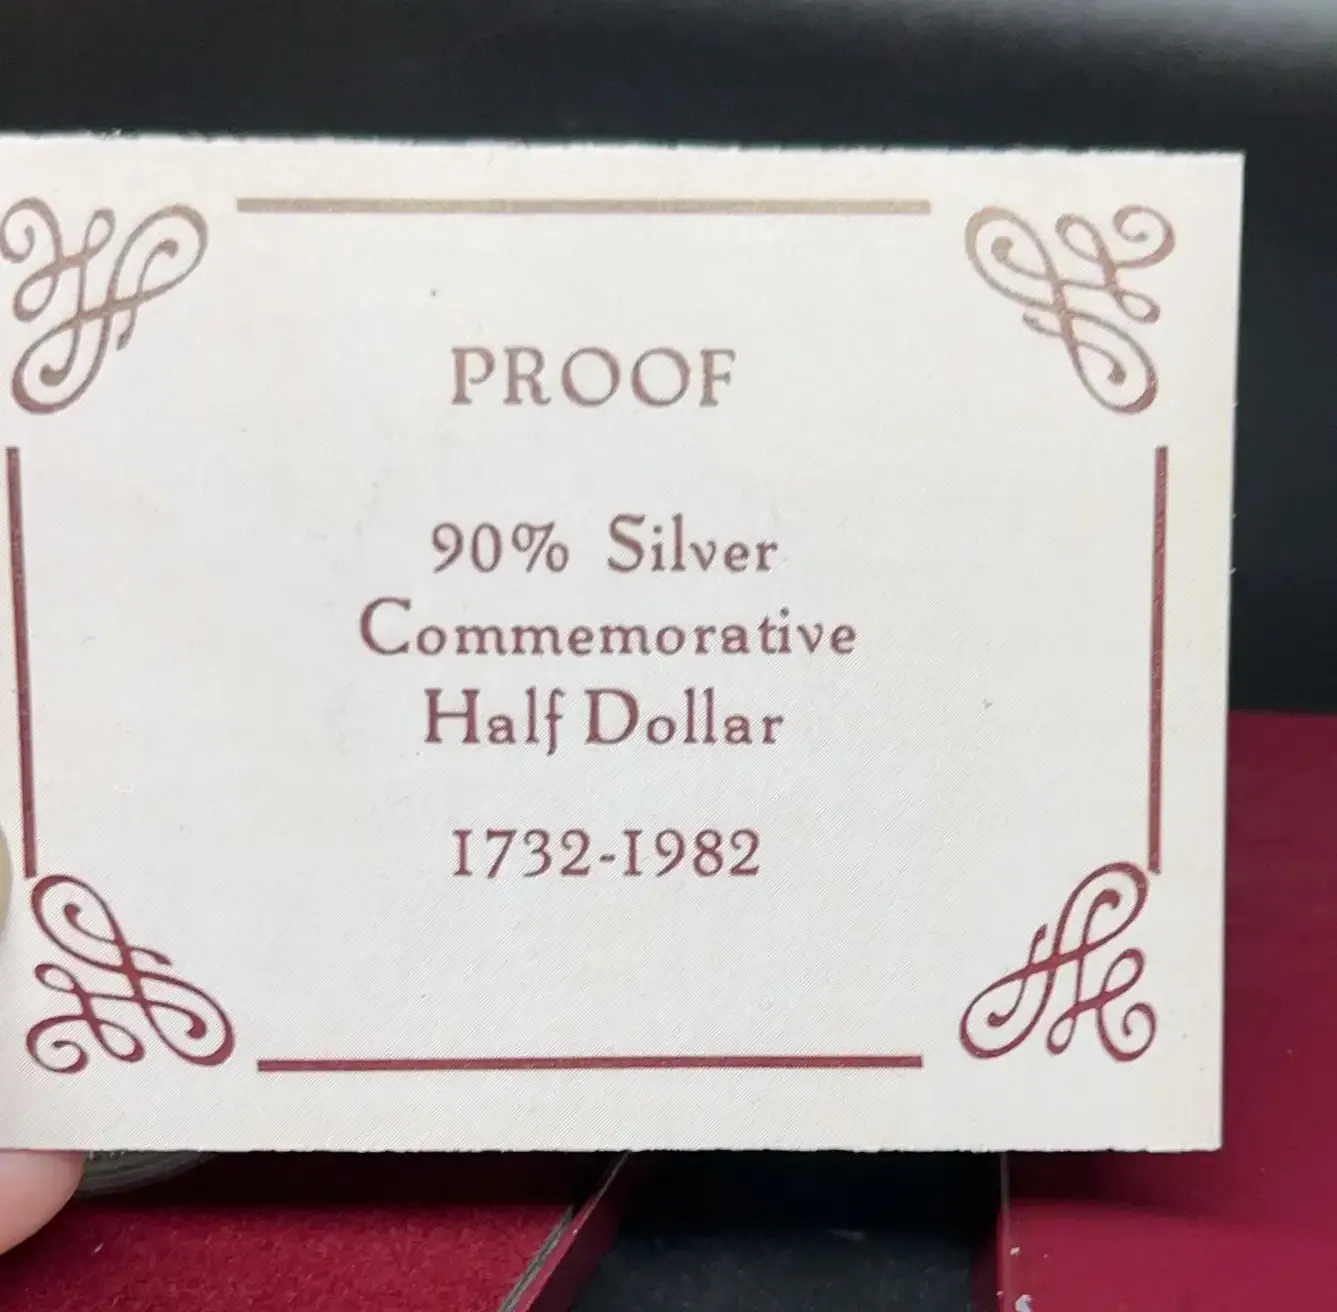 PROOF
90% Silver
Commemorative
Half Dollar
1732-1982